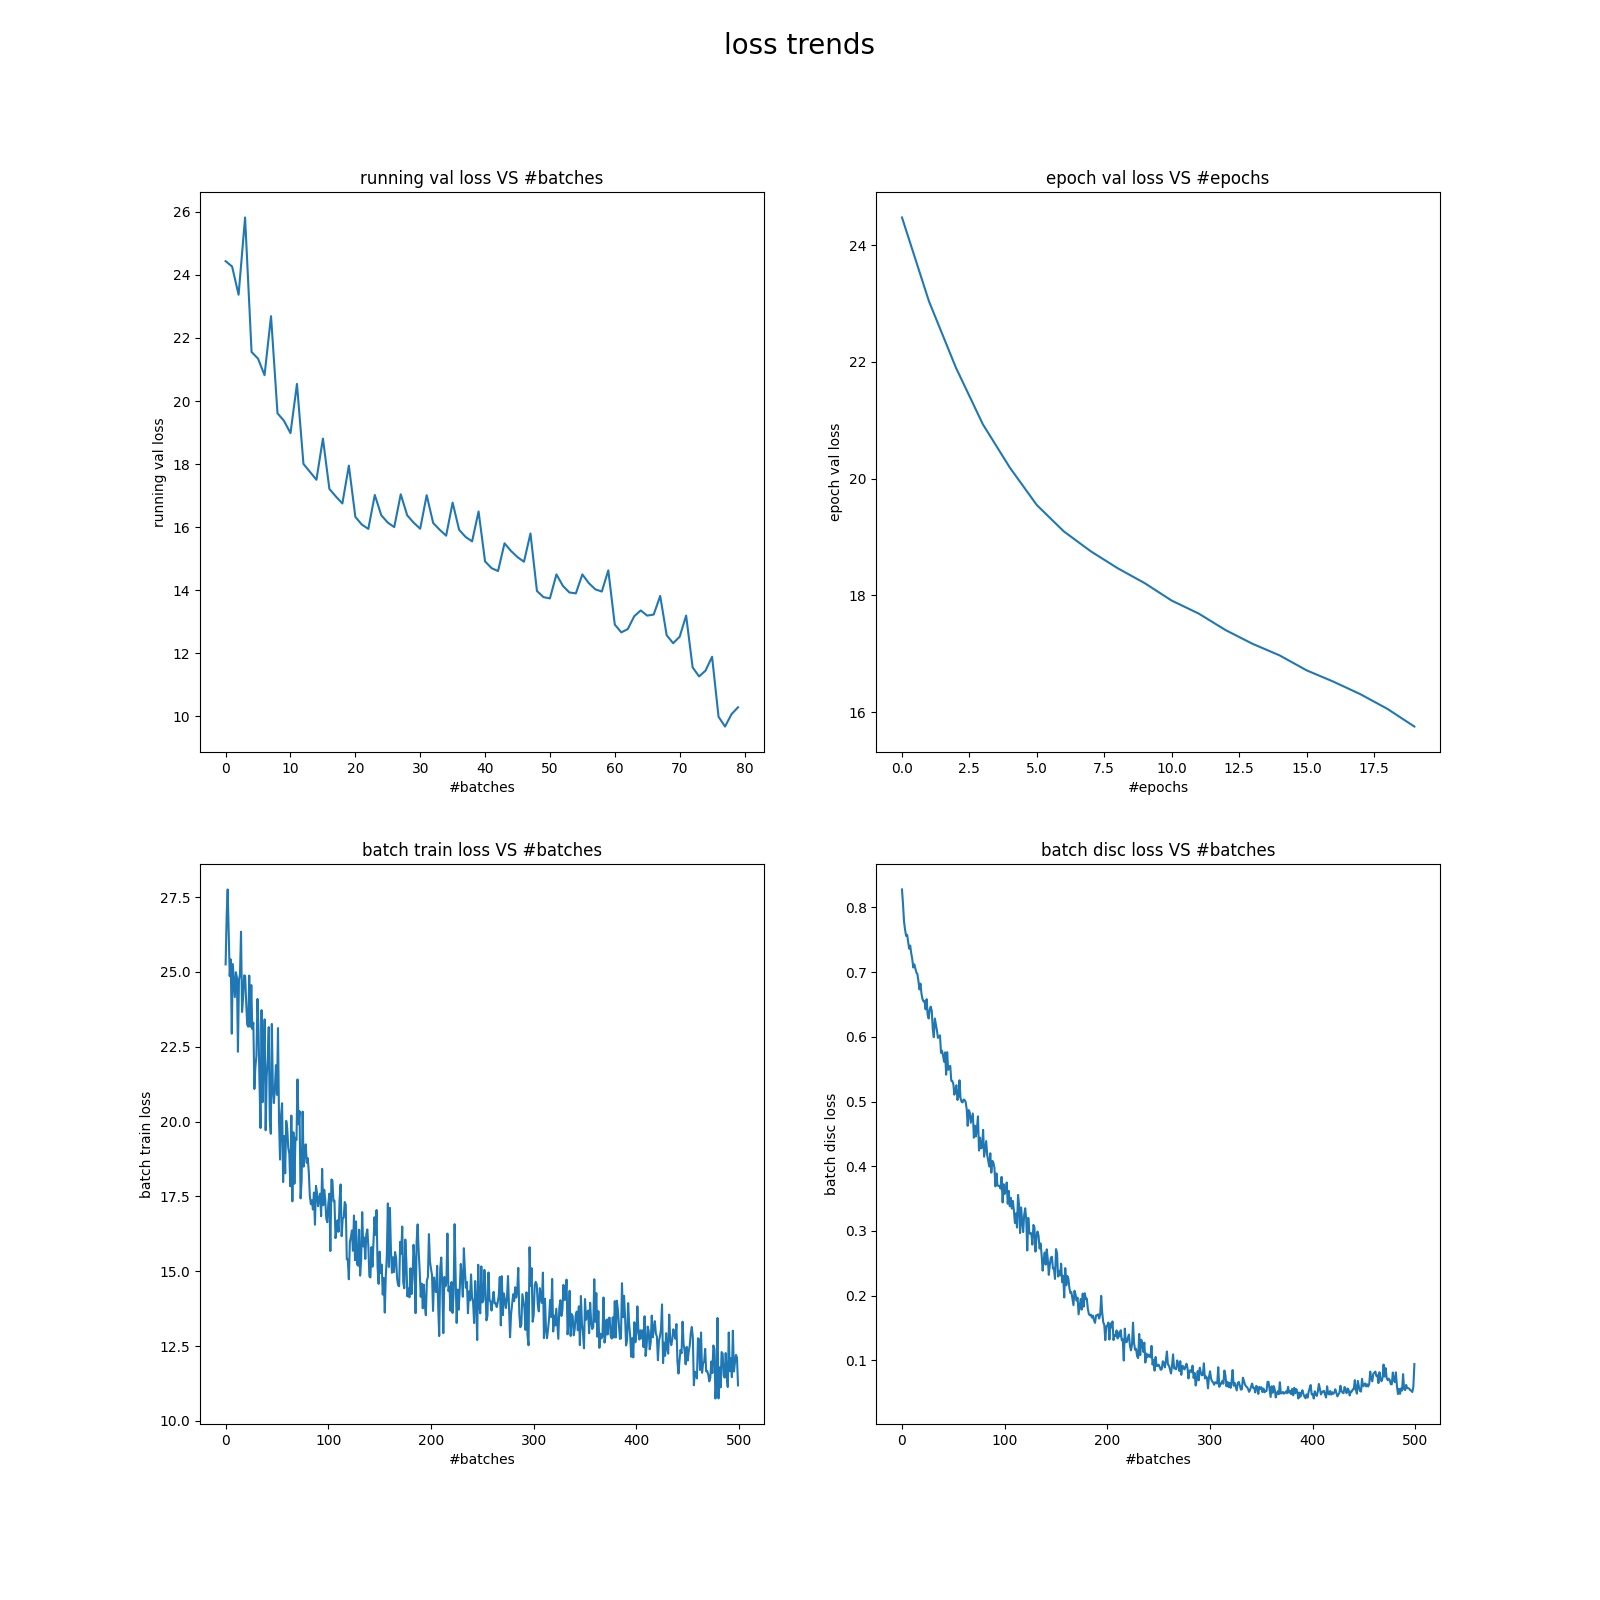 loss trends
running val loss VS #batches
26
24
22
20
18
16
14
12
10
running val loss
0 10 20 30 40 50 60 70 80
#batches
epoch val loss VS #epochs
24
22
20
18
16
epoch val loss
0.0 2.5 5.0 7.5 10.0 12.5 15.0 17.5
#epochs
batch train loss VS #batches
27.5
25.0
22.5
20.0
17.5
15.0
12.5
10.0
batch train loss
0 100 200 300 400 500
#batches
batch disc loss VS #batches
0.8
0.7
0.6
0.5
0.4
0.3
0.2
0.1
batch disc loss
0 100 200 300 400 500
#batches